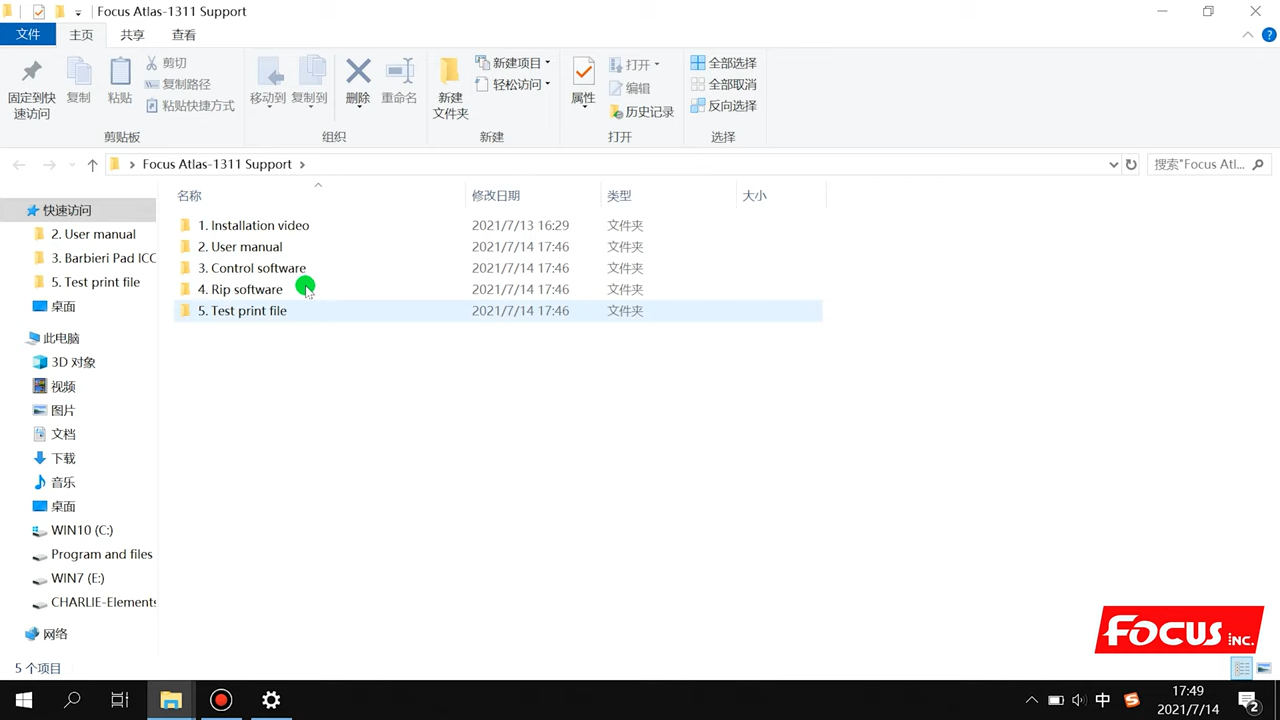 Focus Atlas-1311 Support
文件 主页 共享 查看
固定到快速访问 复制 粘贴 剪切 复制路径 粘贴快捷方式
移动到 复制到 删除 重命名
新建文件夹 新建项目 轻松访问
属性 打开 编辑 历史记录
全部选择 全部取消 反向选择
剪贴板 组织 新建 打开 选择
Focus Atlas-1311 Support
搜索"Focus Atl...
名称 修改日期 类型 大小
1. Installation video 2021/7/13 16:29 文件夹
2. User manual 2021/7/14 17:46 文件夹
3. Control software 2021/7/14 17:46 文件夹
4. Rip software 2021/7/14 17:46 文件夹
5. Test print file 2021/7/14 17:46 文件夹
快速访问
2. User manual
3. Barbieri Pad ICC
5. Test print file
桌面
此电脑
3D 对象
视频
图片
文档
下载
音乐
桌面
WIN10 (C:)
Program and files
WIN7 (E:)
CHARLIE-Elements
网络
5 个项目
FOCUS INC.
中
17:49
2021/7/14
2